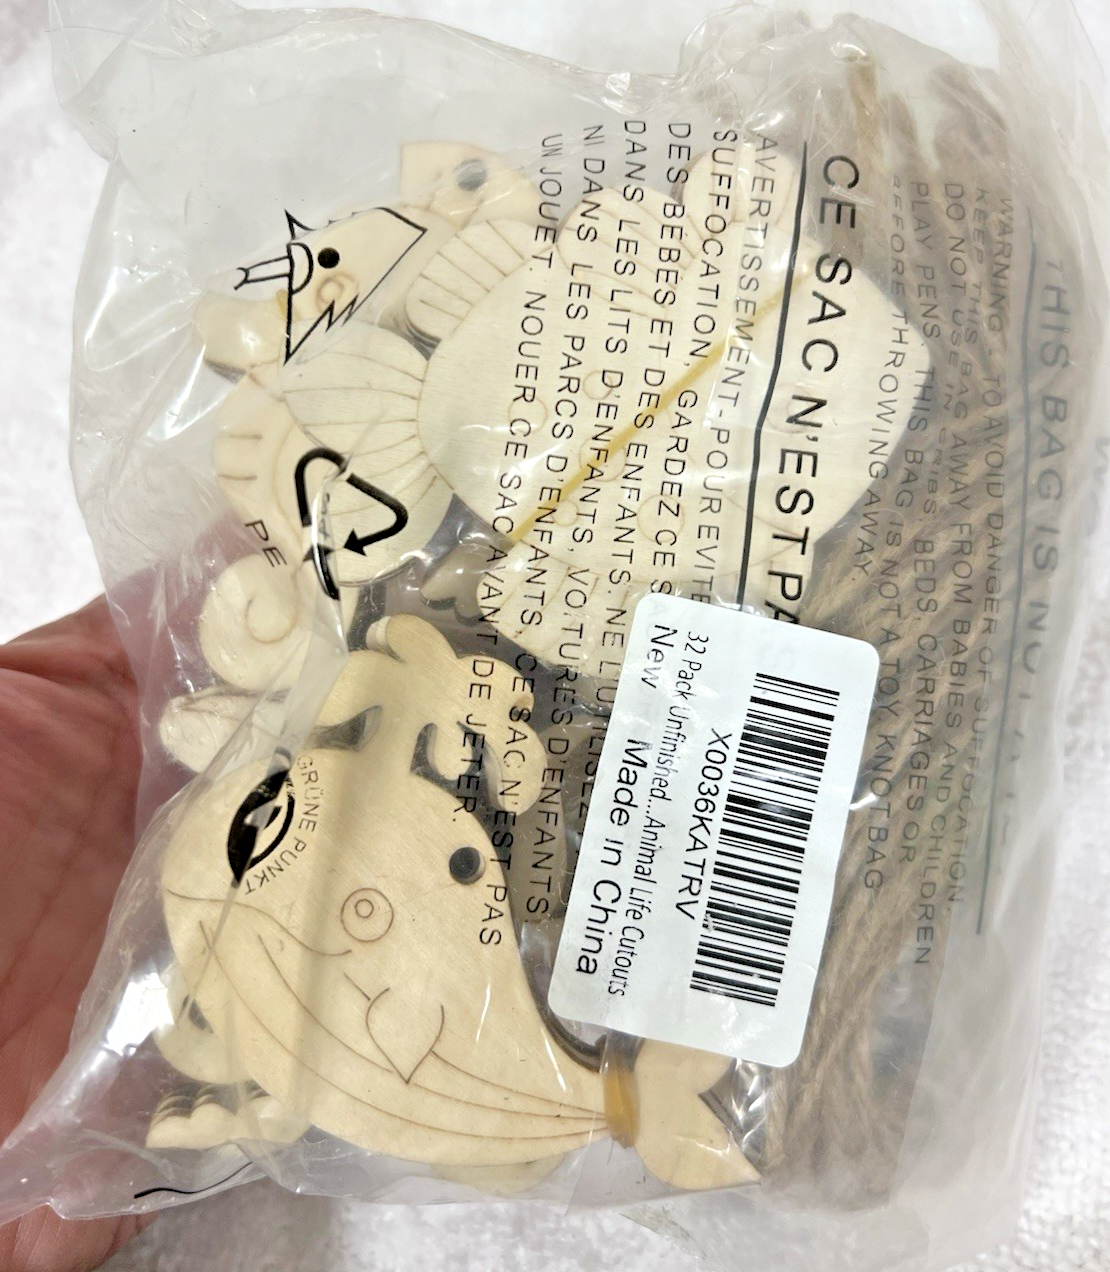 THIS BAG IS NOT A
WARNING - TO AVOID DANGER OF SUFFOCATION.
KEEP THIS BAG AWAY FROM BABIES AND CHILDREN
DO NOT USE IN CRIBS, BEDS, CARRIAGES OR
PLAY PENS THIS BAG IS NOT A TOY, KNOT BAG
BEFORE THROWING AWAY.
CE SAC N'EST PA
AVERTISSEMENT-POUR EVITE
SUFFOCATION, GARDEZ CE S
DES BÉBÉS ET DES ENFANTS. NE L'UTILISEZ
DANS LES LITS D'ENFANTS, VOITURES D'ENFANTS,
NI DANS LES PARCS D'ENFANTS, CE SAC N'EST PAS
UN JOUET. NOUER CE SAC AVANT DE JETER.
PE
GRÜNE PUNKT
X0036KATRV
32 Pack Unfinished...Animal Life Cutouts
New
Made in China